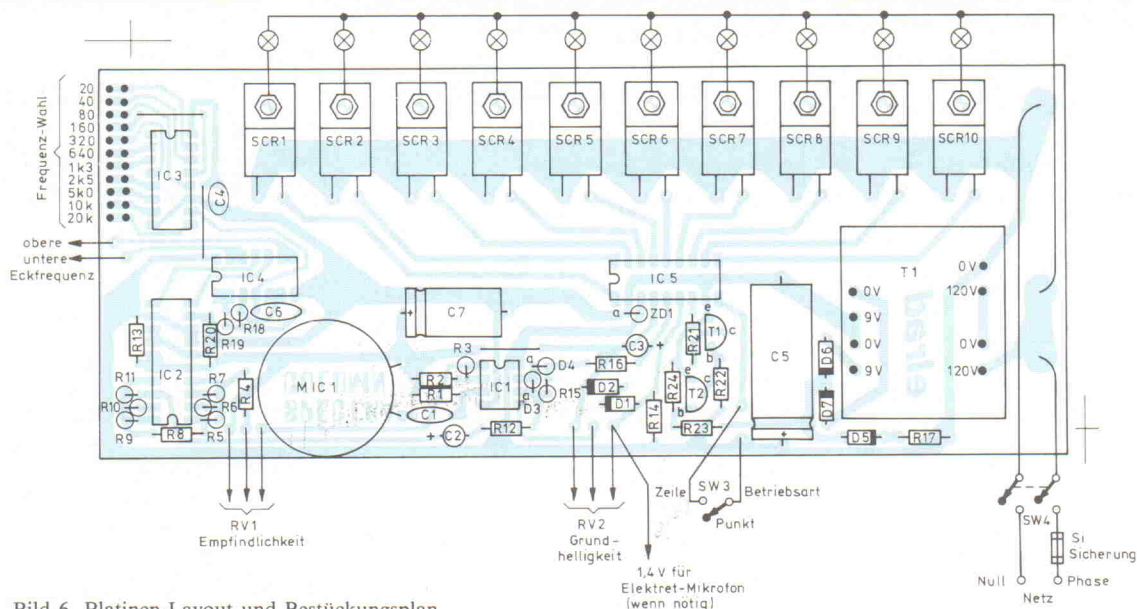 SCR1 SCR2 SCR3 SCR4 SCR5 SCR6 SCR7 SCR8 SCR9 SCR10
Frequenz-Wahl
20
40
80
160
320
640
1k3
2k5
5k0
10k
20k
IC3
C4
obere
untere
Eckfrequenz
IC4
C6
R18
R19
R20
R13
IC2
R11
R10
R9
R8
R7
R6
R5
R4
MIC1
C7
+
R3
R2
R1
C1
+ C2
IC1
R12
a
D4
a
D3
R15
IC5
a ZD1
C3 +
R16
D2
D1
R14
R21
e
T1 c
b
R24
e
T2 c
b
R22
R23
C5
+
D6
D7
D5
R17
T1
0V
120V
0V
120V
0V
9V
0V
9V
elrad
RV1
Empfindlichkeit
RV2
Grund-
helligkeit
Zeile
SW3
Betriebsart
Punkt
1,4 V für
Elektret-Mikrofon
(wenn nötig)
SW4
Si
Sicherung
Null
Phase
Netz
Bild 6. Platinen-Layout und Bestückungsplan